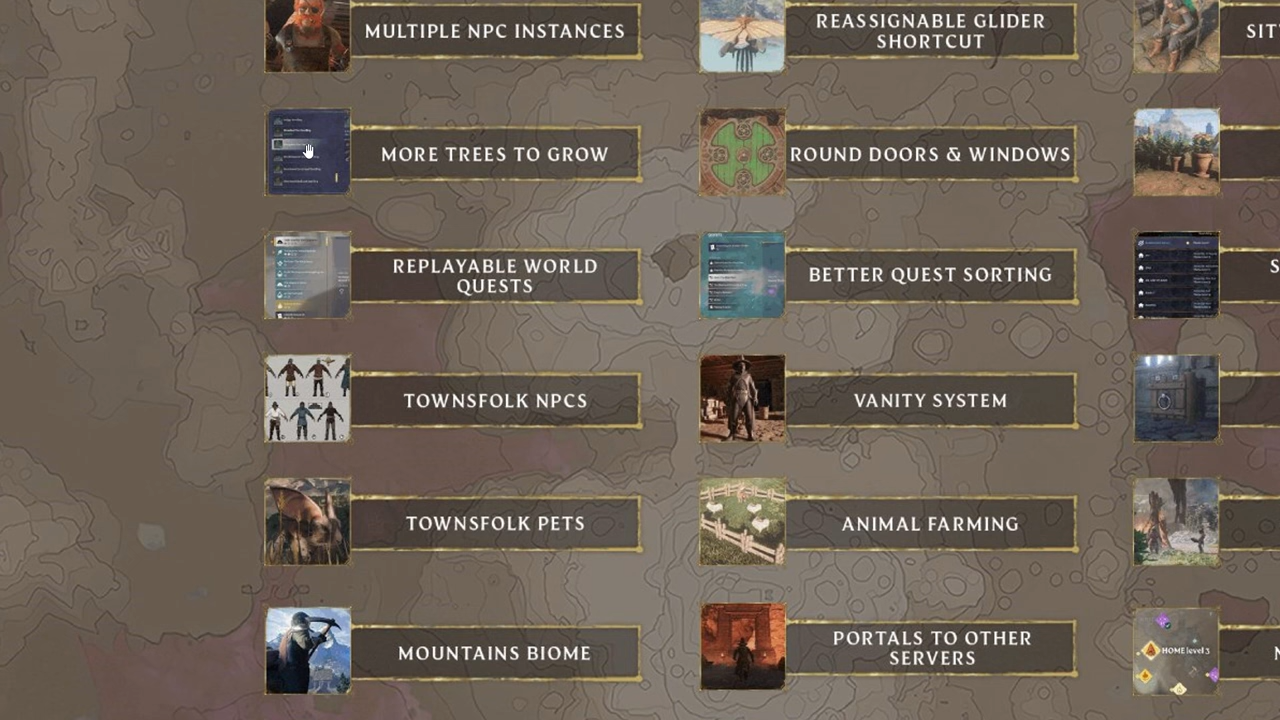 MULTIPLE NPC INSTANCES
REASSIGNABLE GLIDER
SHORTCUT
SIT
MORE TREES TO GROW
ROUND DOORS & WINDOWS
REPLAYABLE WORLD
QUESTS
BETTER QUEST SORTING
S
TOWNSFOLK NPCS
VANITY SYSTEM
TOWNSFOLK PETS
ANIMAL FARMING
MOUNTAINS BIOME
PORTALS TO OTHER
SERVERS
HOME level 3